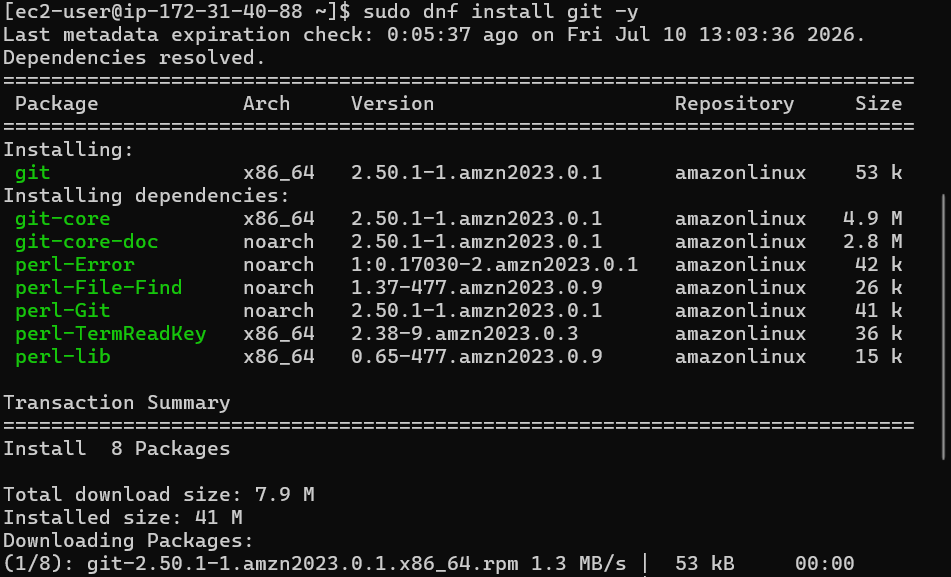 [ec2-user@ip-172-31-40-88 ~]$ sudo dnf install git -y
Last metadata expiration check: 0:05:37 ago on Fri Jul 10 13:03:36 2026.
Dependencies resolved.
================================================================================
 Package            Arch     Version                    Repository     Size
================================================================================
Installing:
 git                x86_64   2.50.1-1.amzn2023.0.1      amazonlinux    53 k
Installing dependencies:
 git-core           x86_64   2.50.1-1.amzn2023.0.1      amazonlinux   4.9 M
 git-core-doc       noarch   2.50.1-1.amzn2023.0.1      amazonlinux   2.8 M
 perl-Error         noarch   1:0.17030-2.amzn2023.0.1   amazonlinux    42 k
 perl-File-Find     noarch   1.37-477.amzn2023.0.9      amazonlinux    26 k
 perl-Git           noarch   2.50.1-1.amzn2023.0.1      amazonlinux    41 k
 perl-TermReadKey   x86_64   2.38-9.amzn2023.0.3        amazonlinux    36 k
 perl-lib           x86_64   0.65-477.amzn2023.0.9      amazonlinux    15 k
Transaction Summary
================================================================================
Install  8 Packages
Total download size: 7.9 M
Installed size: 41 M
Downloading Packages:
(1/8): git-2.50.1-1.amzn2023.0.1.x86_64.rpm 1.3 MB/s |  53 kB     00:00